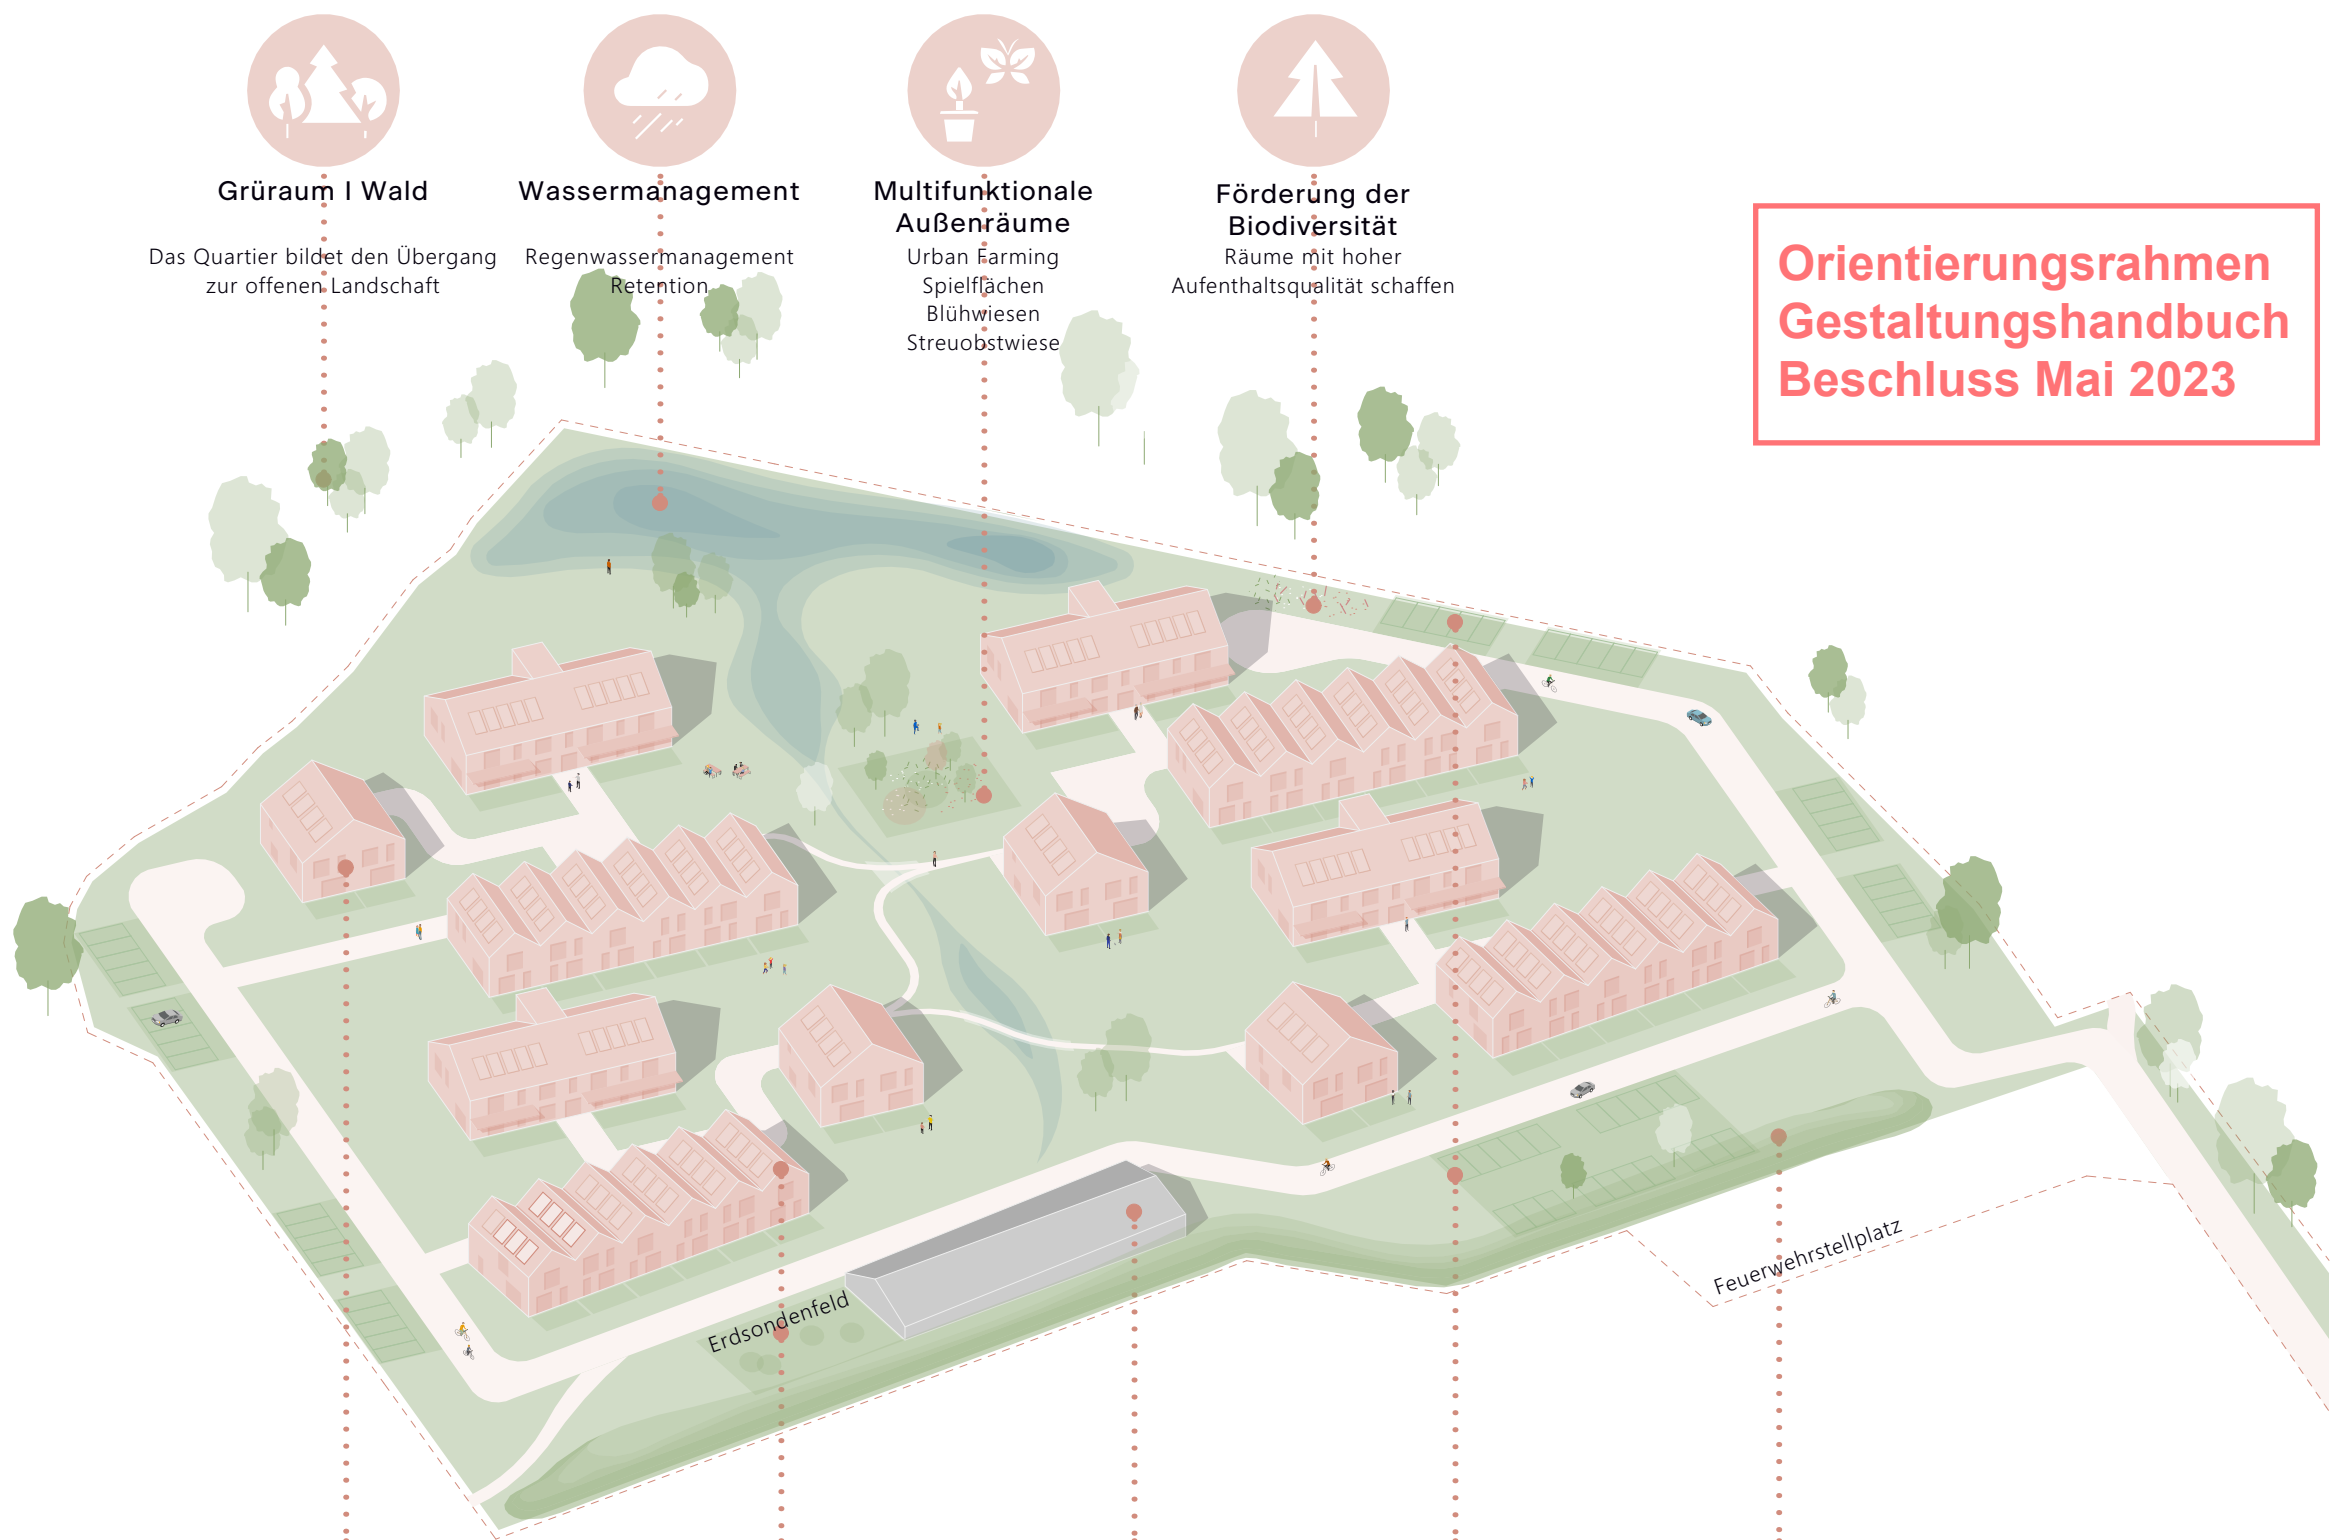 Grüraum I Wald
Das Quartier bildet den Übergang
zur offenen Landschaft
Wassermanagement
Regenwassermanagement
Retention
Multifunktionale
Außenräume
Urban Farming
Spielflächen
Blühwiesen
Streuobstwiese
Förderung der
Biodiversität
Räume mit hoher
Aufenthaltsqualität schaffen
Orientierungsrahmen
Gestaltungshandbuch
Beschluss Mai 2023
Feuerwehrstellplatz
Erdsondenfeld